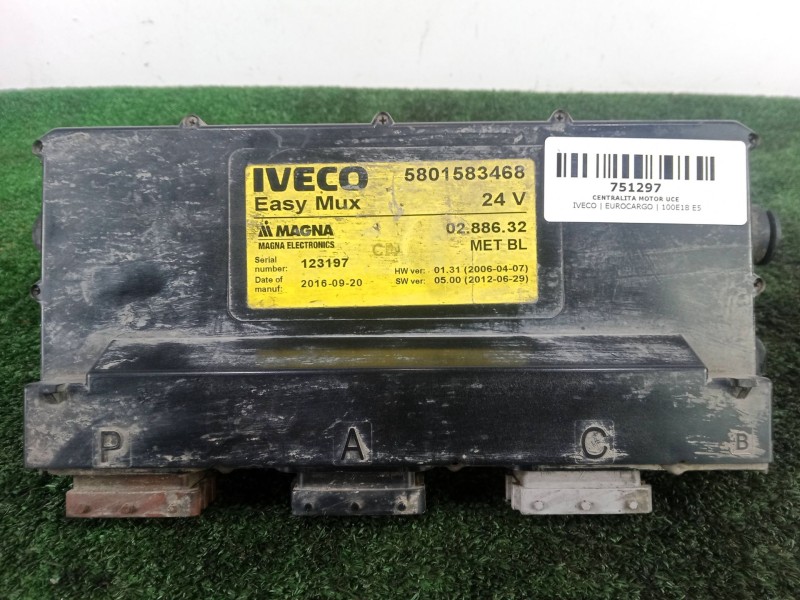 IVECO 5801583468
Easy Mux 24 V
MAGNA 02.886.32
MAGNA ELECTRONICS MET BL
Serial number: 123197
HW ver: 01.31 (2006-04-07)
Date of manuf: 2016-09-20
SW ver: 05.00 (2012-06-29)
751297
CENTRALITA MOTOR UCE
IVECO | EUROCARGO | 100E18 E5
P A C B